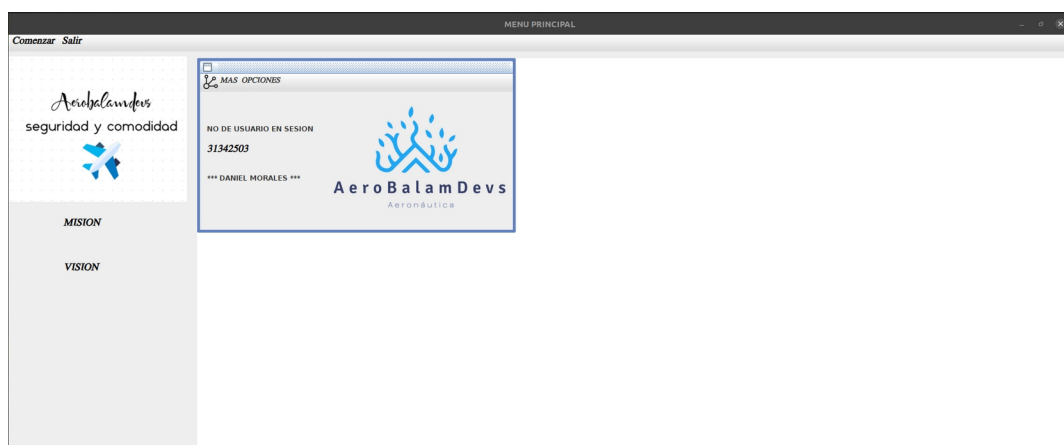 MENU PRINCIPAL
Comenzar Salir
Aerobalamdevs
seguridad y comodidad
MISION
VISION
MAS OPCIONES
NO DE USUARIO EN SESION
31342503
*** DANIEL MORALES ***
AeroBalamDevs
Aeronáutica